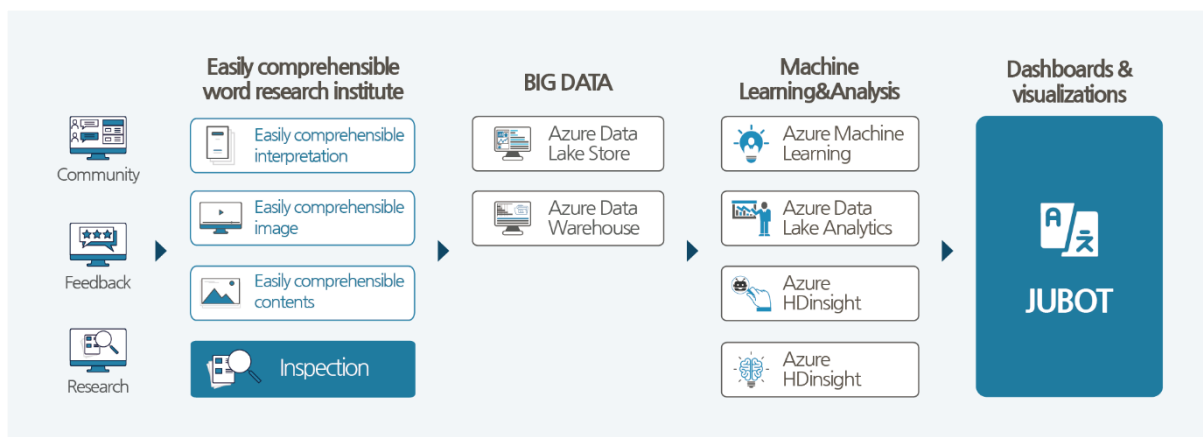 Easily comprehensible
word research institute
BIG DATA
Machine
Learning&Analysis
Dashboards &
visualizations
Community
Feedback
Research
Easily comprehensible
interpretation
Easily comprehensible
image
Easily comprehensible
contents
Inspection
Azure Data
Lake Store
Azure Data
Warehouse
Azure Machine
Learning
Azure Data
Lake Analytics
Azure
HDinsight
Azure
HDinsight
A
ㅊ
JUBOT